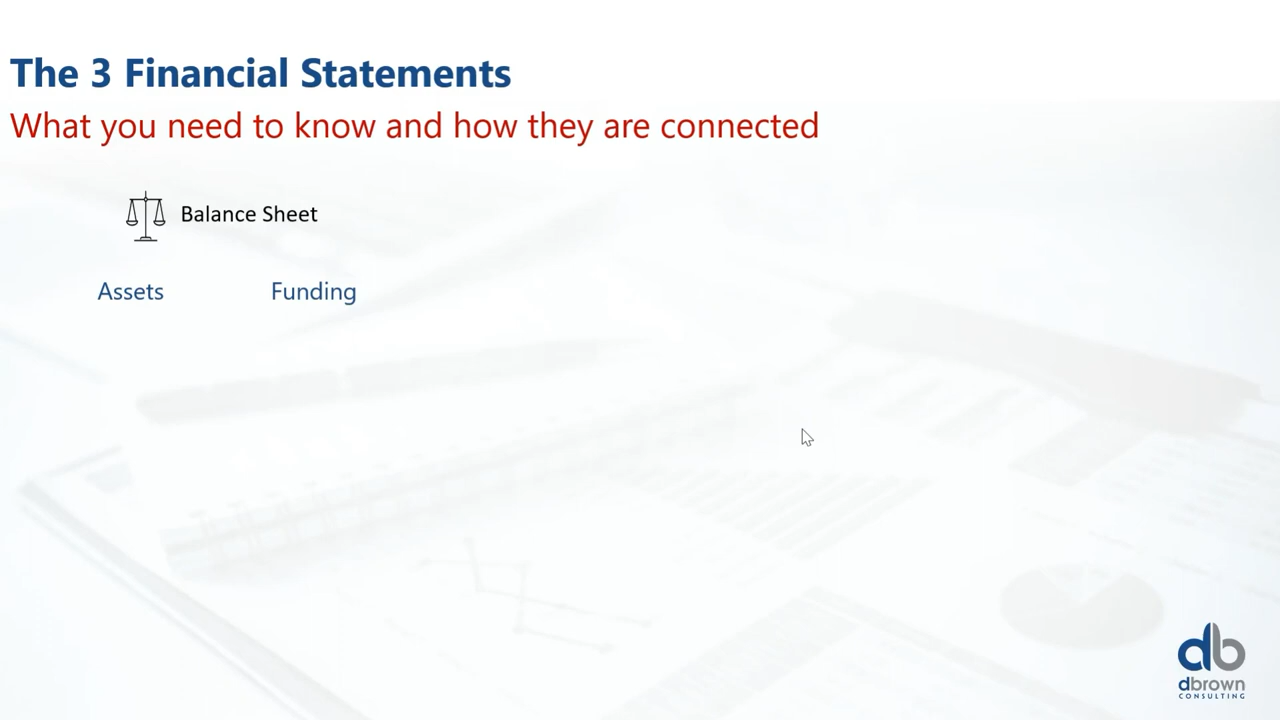 The 3 Financial Statements
What you need to know and how they are connected
Balance Sheet
Assets Funding
db
dbrown
CONSULTING